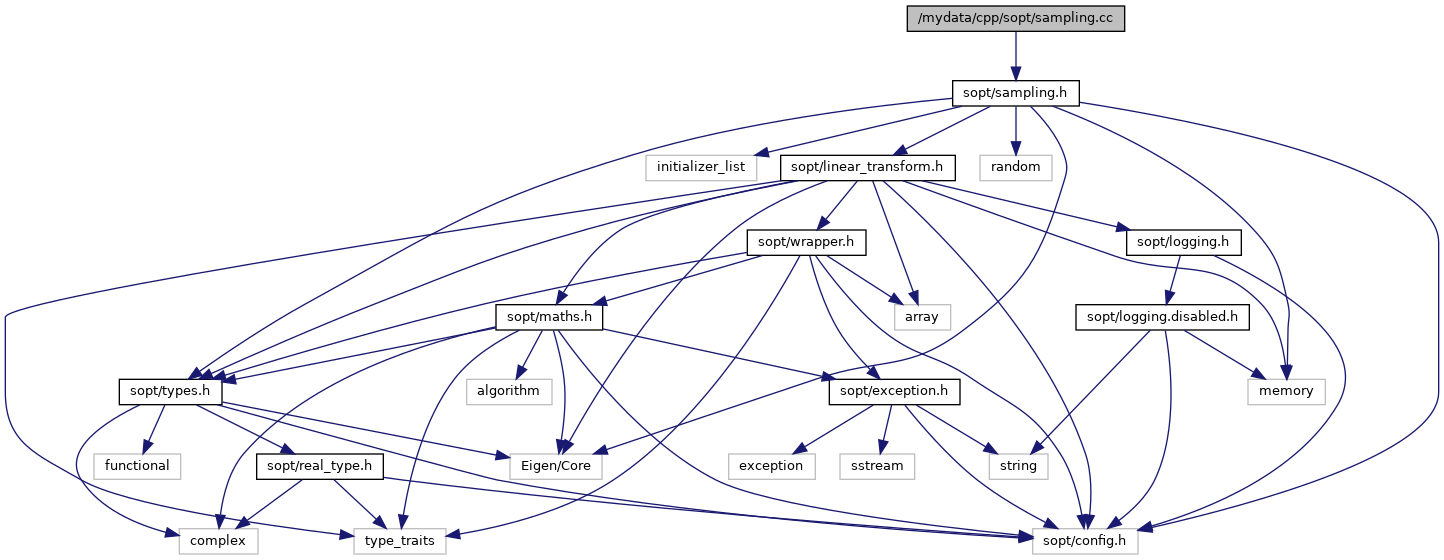 /mydata/cpp/sopt/sampling.cc
sopt/sampling.h
initializer_list
sopt/linear_transform.h
random
sopt/wrapper.h
sopt/logging.h
sopt/maths.h
array
sopt/logging.disabled.h
sopt/types.h
algorithm
sopt/exception.h
memory
functional
sopt/real_type.h
Eigen/Core
exception
sstream
string
complex
type_traits
sopt/config.h